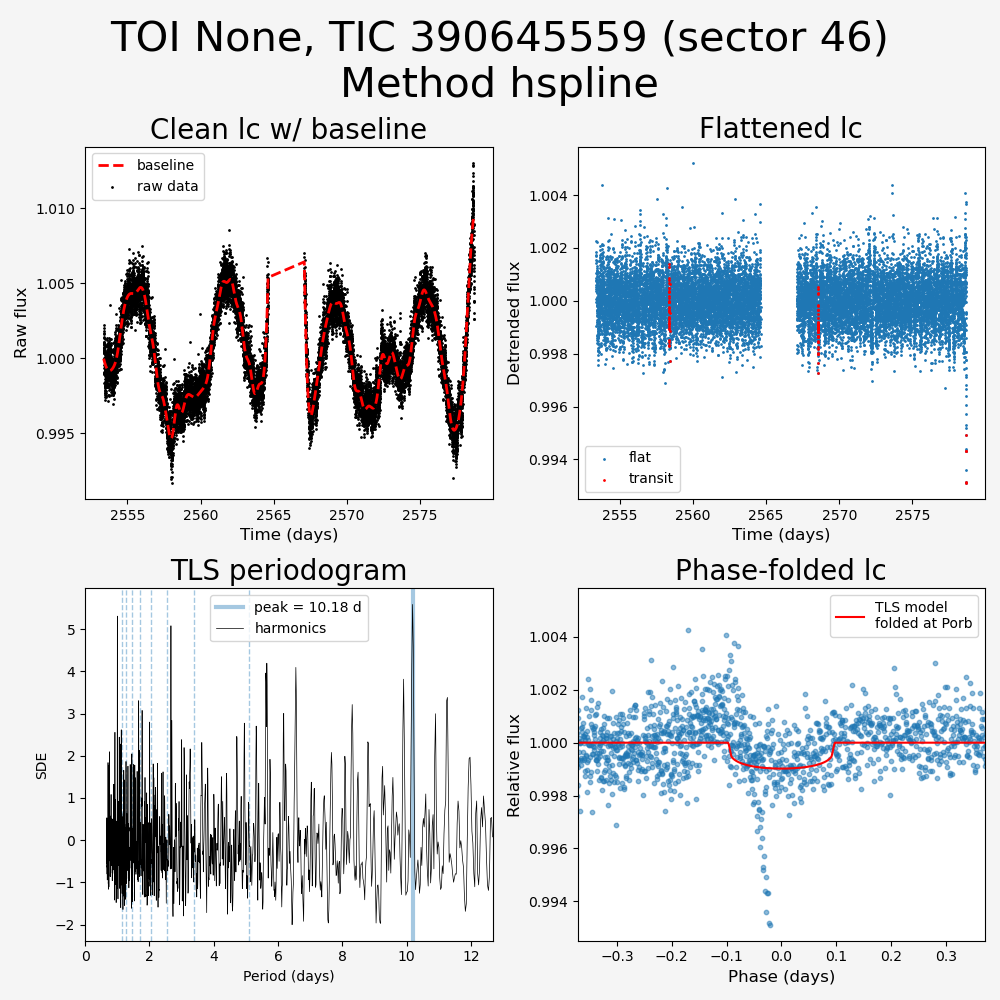 TOI None, TIC 390645559 (sector 46)
Method hspline
Clean lc w/ baseline
baseline
raw data
1.010
1.005
1.000
0.995
Raw flux
2555 2560 2565 2570 2575
Time (days)
Flattened lc
1.004
1.002
1.000
0.998
0.996
0.994
Detrended flux
flat
transit
2555 2560 2565 2570 2575
Time (days)
TLS periodogram
peak = 10.18 d
harmonics
5
4
3
2
1
0
−1
−2
SDE
0 2 4 6 8 10 12
Period (days)
Phase-folded lc
TLS model
folded at Porb
1.004
1.002
1.000
0.998
0.996
0.994
Relative flux
−0.3 −0.2 −0.1 0.0 0.1 0.2 0.3
Phase (days)